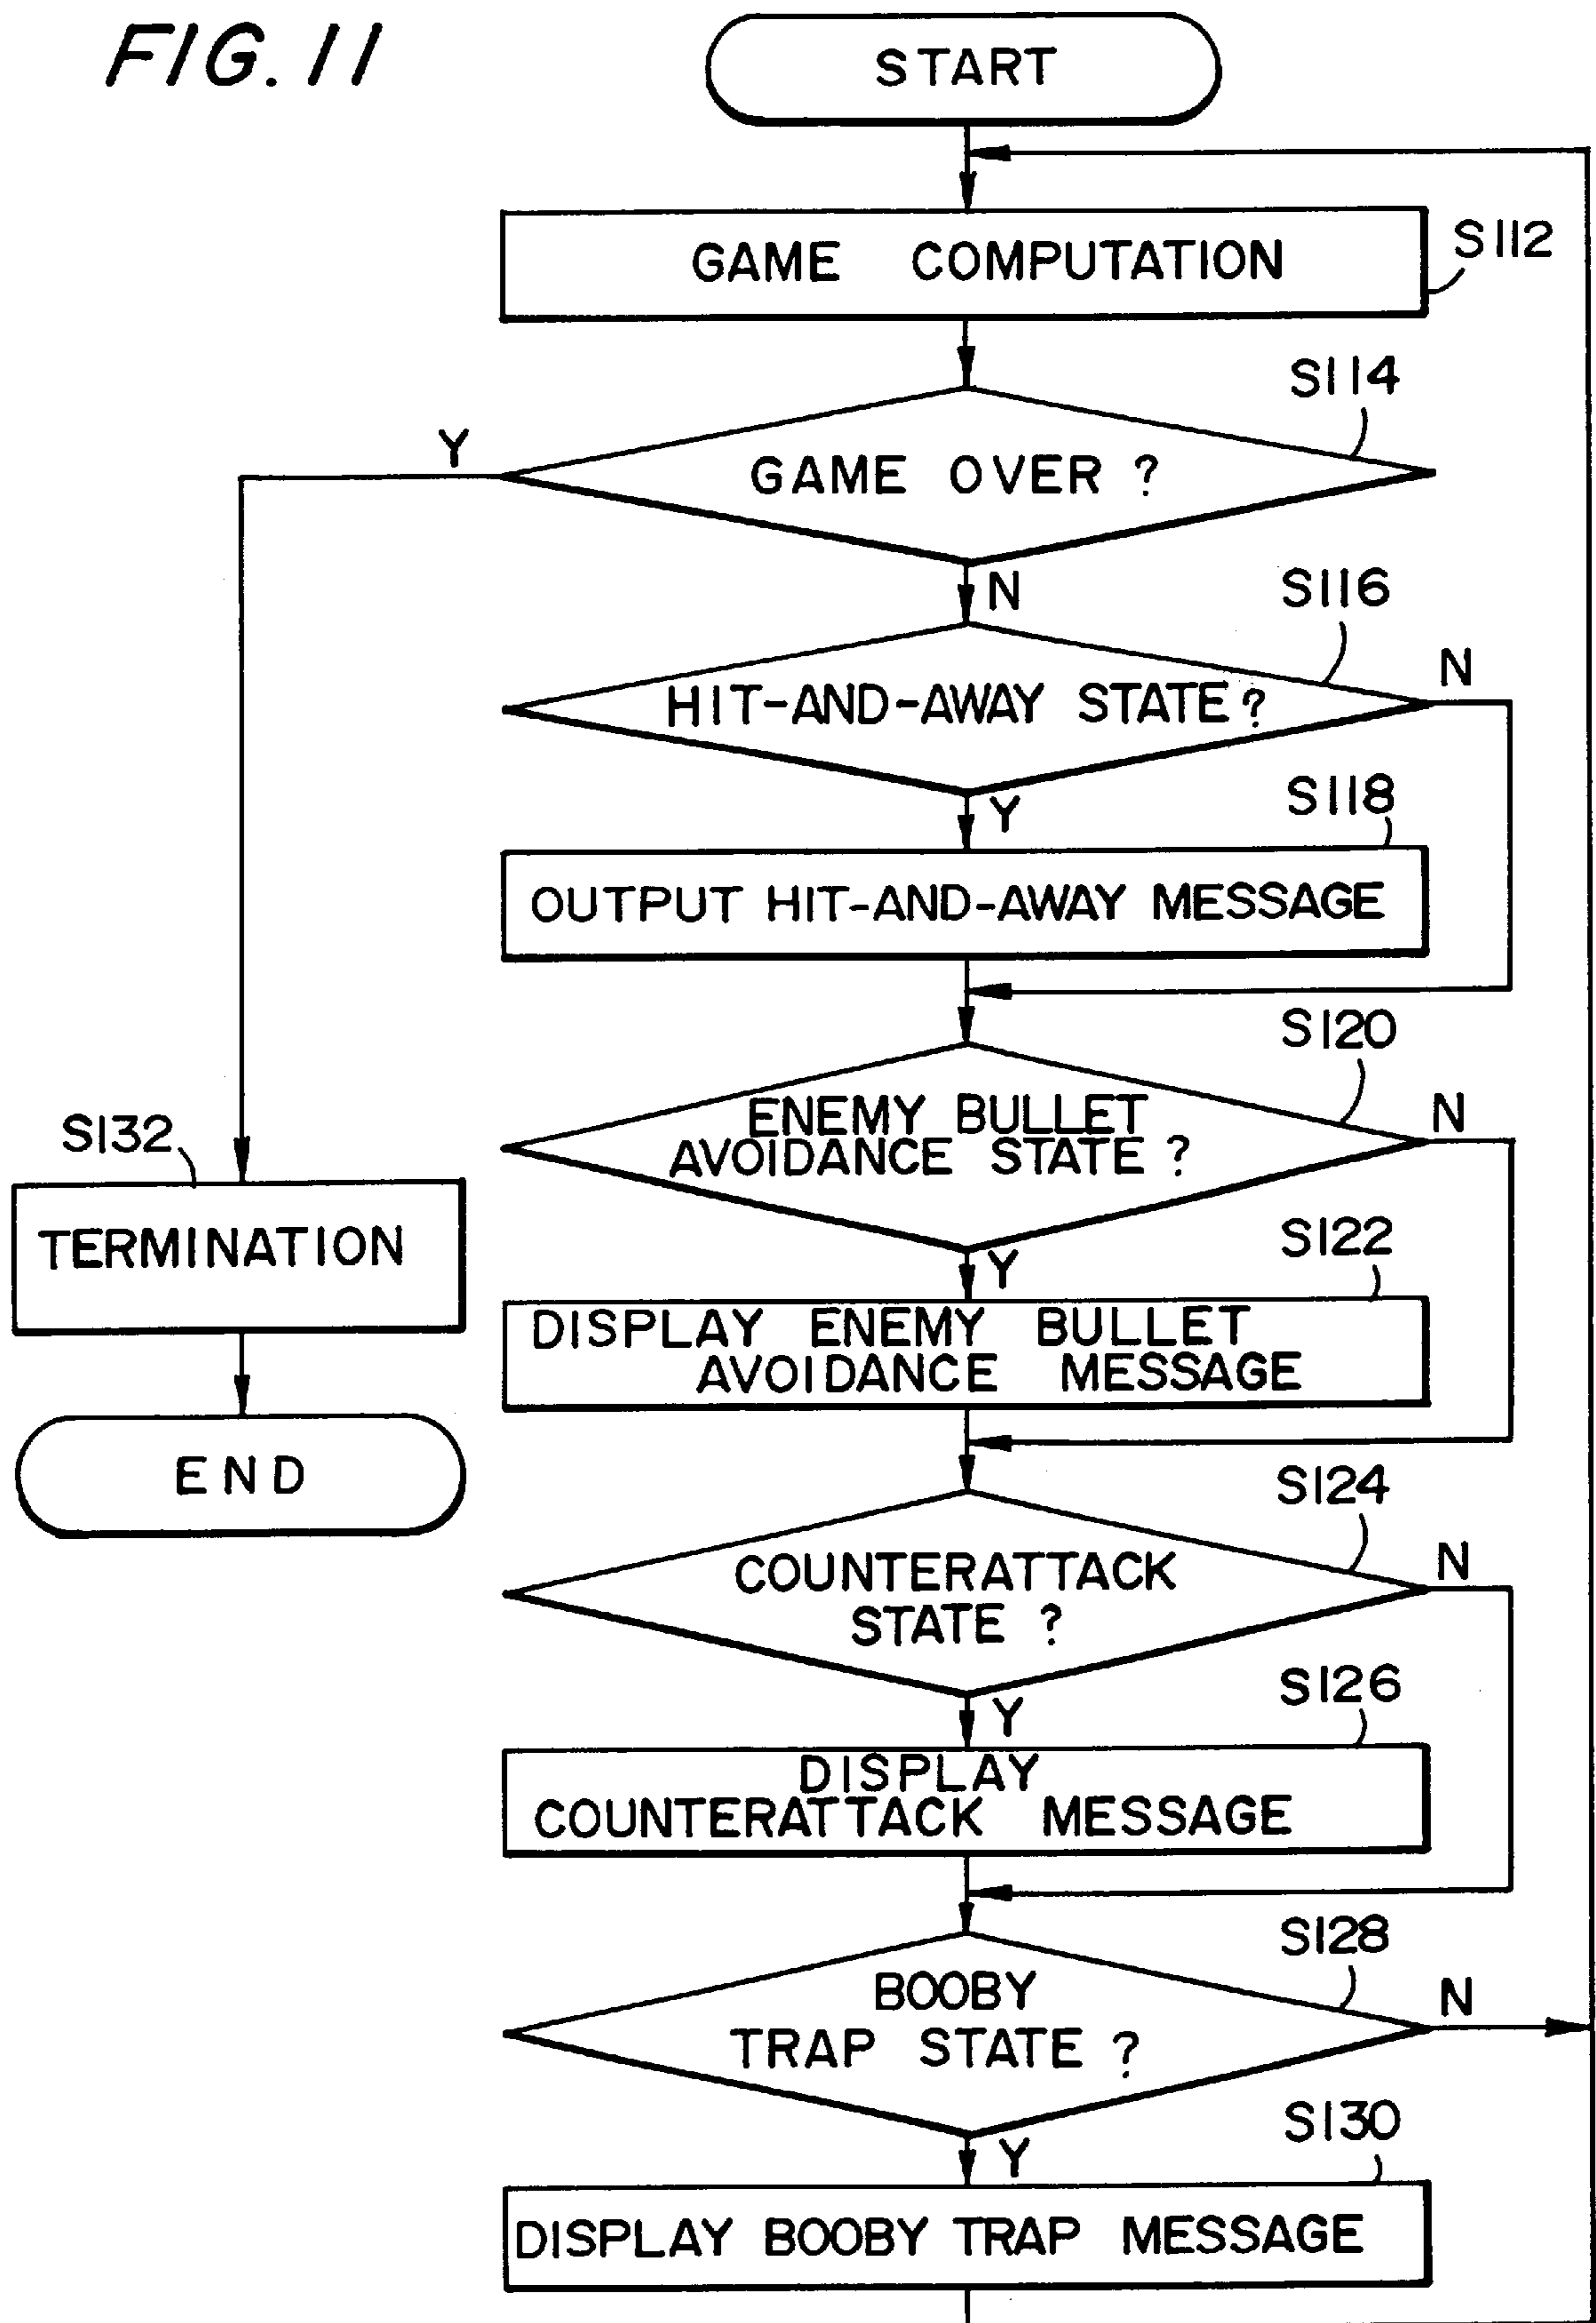 FIG. 11
START
GAME COMPUTATION
S112
S114
Y
GAME OVER ?
N
S116
N
HIT-AND-AWAY STATE ?
S118
Y
OUTPUT HIT-AND-AWAY MESSAGE
S120
N
ENEMY BULLET
AVOIDANCE STATE ?
S132
TERMINATION
S122
Y
DISPLAY ENEMY BULLET
AVOIDANCE MESSAGE
END
S124
N
COUNTERATTACK
STATE ?
S126
Y
DISPLAY
COUNTERATTACK MESSAGE
S128
N
BOOBY
TRAP STATE ?
S130
Y
DISPLAY BOOBY TRAP MESSAGE